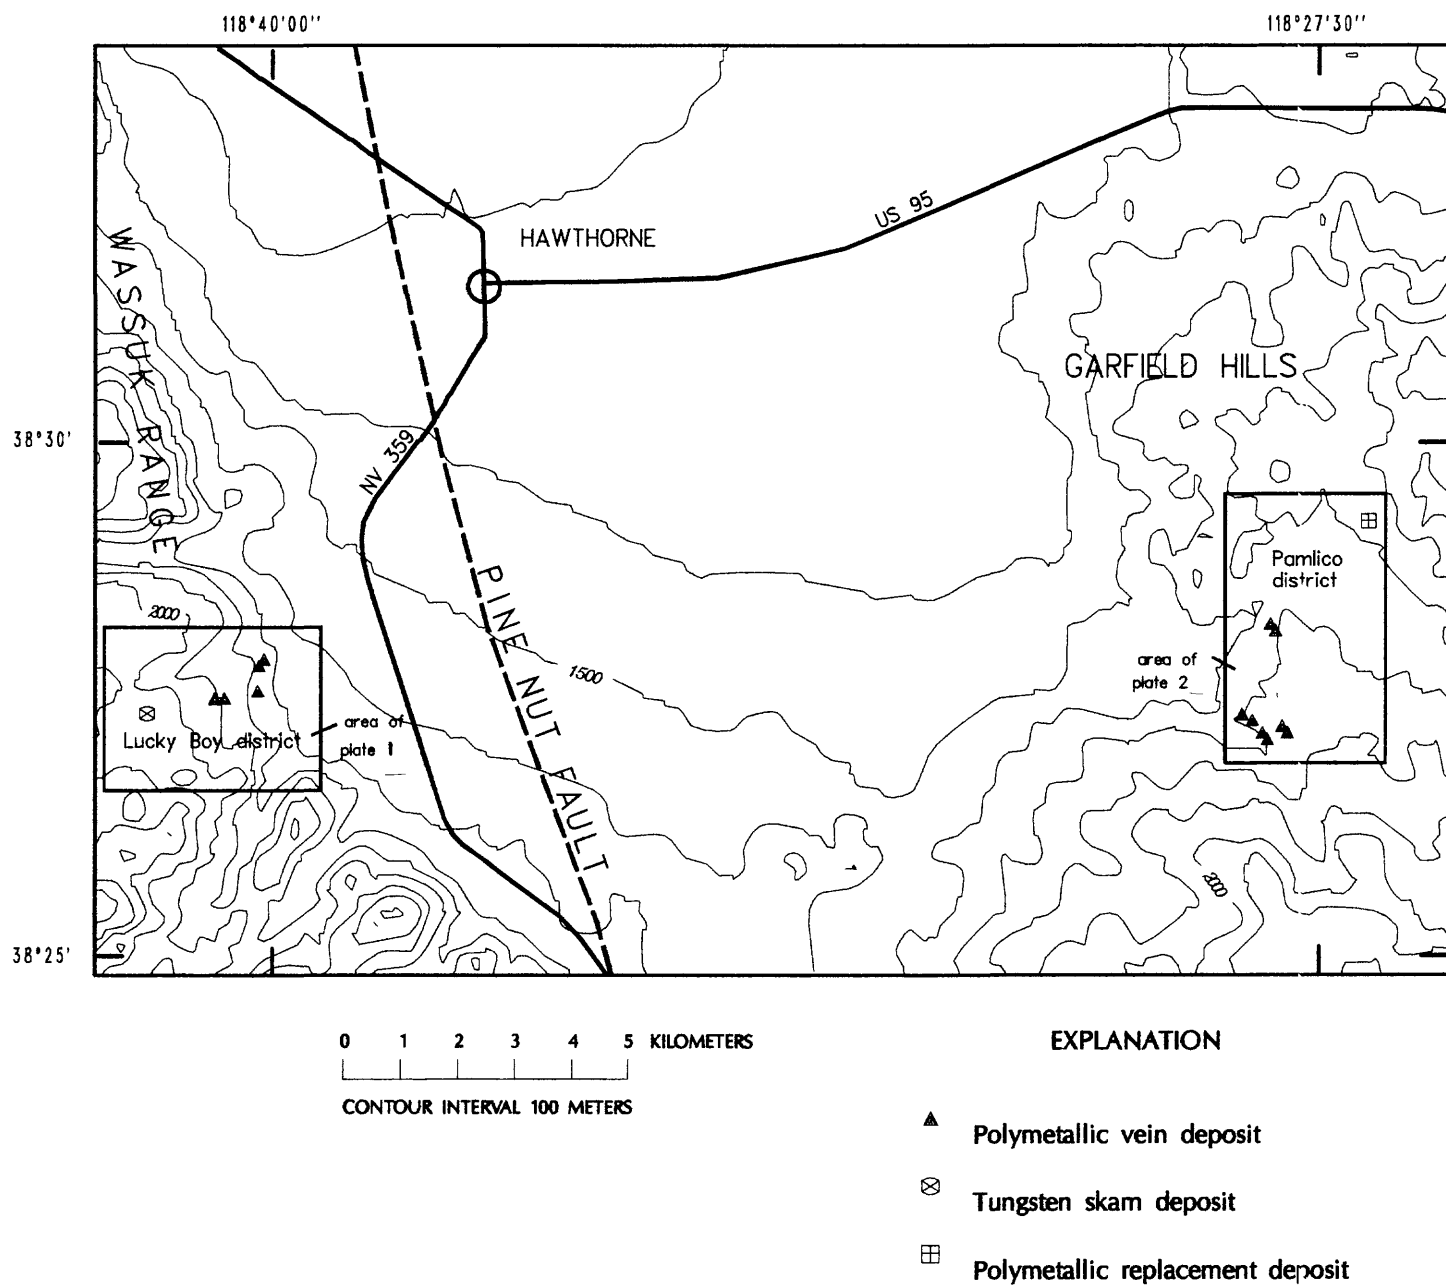 118°40'00"
118°27'30"
HAWTHORNE
US 95
WASSUK RANGE
GARFIELD HILLS
38°30'
NV 359
PINE NUT FAULT
Pamlico
district
2000
1500
area of
plate 2
Lucky Boy district
area of
plate 1
2000
38°25'
0 1 2 3 4 5 KILOMETERS
CONTOUR INTERVAL 100 METERS
EXPLANATION
Polymetallic vein deposit
Tungsten skarn deposit
Polymetallic replacement deposit